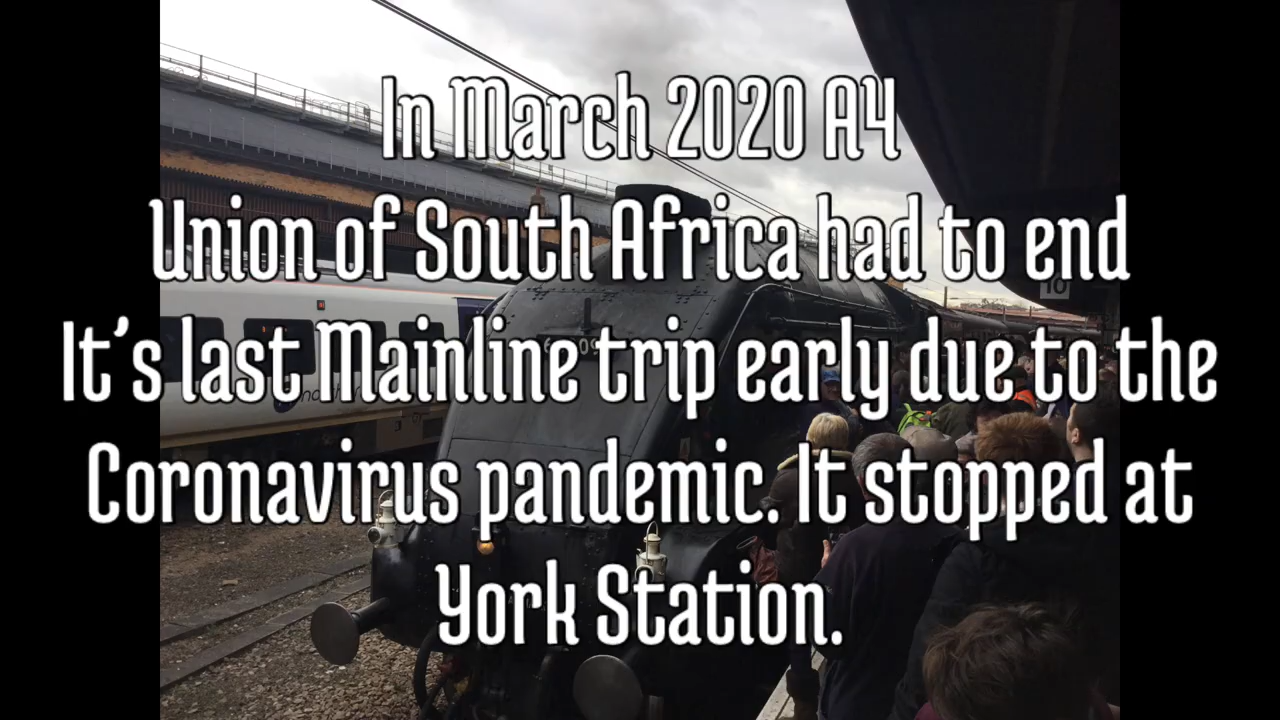 In March 2020 A4
Union of South Africa had to end
It's last Mainline trip early due to the
Coronavirus pandemic. It stopped at
York Station.
10